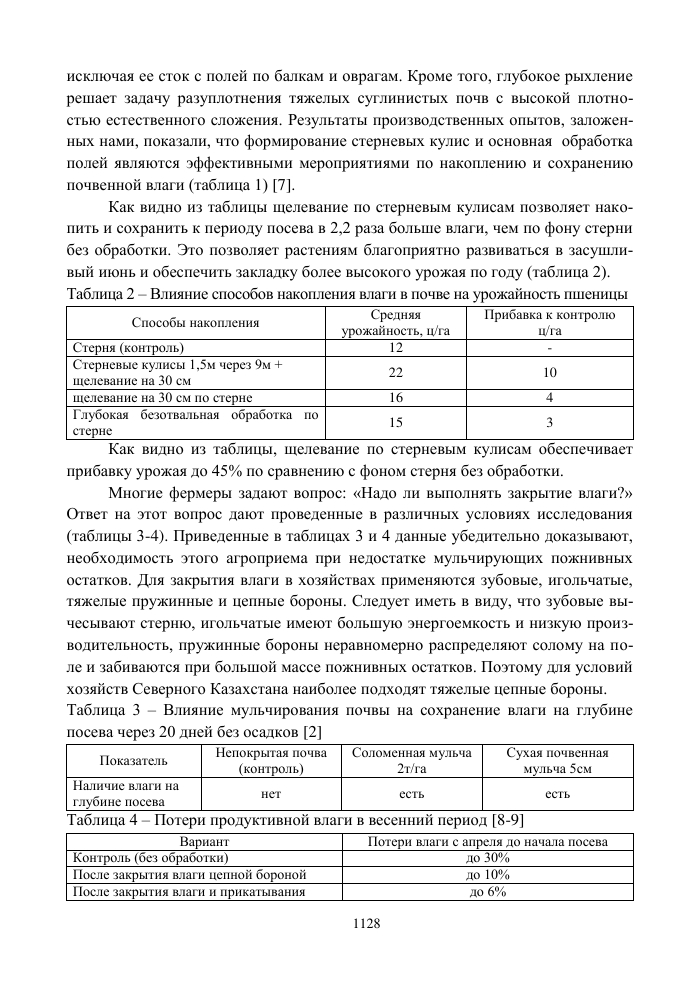 исключая ее сток с полей по балкам и оврагам. Кроме того, глубокое рыхление
решает задачу разуплотнения тяжелых суглинистых почв с высокой плотно-
стью естественного сложения. Результаты производственных опытов, заложен-
ных нами, показали, что формирование стерневых кулис и основная обработка
полей являются эффективными мероприятиями по накоплению и сохранению
почвенной влаги (таблица 1) [7].
Как видно из таблицы щелевание по стерневым кулисам позволяет нако-
пить и сохранить к периоду посева в 2,2 раза больше влаги, чем по фону стерни
без обработки. Это позволяет растениям благоприятно развиваться в засушли-
вый июнь и обеспечить закладку более высокого урожая по году (таблица 2).
Таблица 2 – Влияние способов накопления влаги в почве на урожайность пшеницы
Способы накопления
Средняя
урожайность, ц/га
Прибавка к контролю
ц/га
Стерня (контроль) 12 -
Стерневые кулисы 1,5м через 9м +
щелевание на 30 см
22 10
щелевание на 30 см по стерне 16 4
Глубокая безотвальная обработка по
стерне
15 3
Как видно из таблицы, щелевание по стерневым кулисам обеспечивает
прибавку урожая до 45% по сравнению с фоном стерня без обработки.
Многие фермеры задают вопрос: «Надо ли выполнять закрытие влаги?»
Ответ на этот вопрос дают проведенные в различных условиях исследования
(таблицы 3-4). Приведенные в таблицах 3 и 4 данные убедительно доказывают,
необходимость этого агроприема при недостатке мульчирующих пожнивных
остатков. Для закрытия влаги в хозяйствах применяются зубовые, игольчатые,
тяжелые пружинные и цепные бороны. Следует иметь в виду, что зубовые вы-
чесывают стерню, игольчатые имеют большую энергоемкость и низкую произ-
водительность, пружинные бороны неравномерно распределяют солому на по-
ле и забиваются при большой массе пожнивных остатков. Поэтому для условий
хозяйств Северного Казахстана наиболее подходят тяжелые цепные бороны.
Таблица 3 – Влияние мульчирования почвы на сохранение влаги на глубине
посева через 20 дней без осадков [2]
Показатель
Непокрытая почва
(контроль)
Соломенная мульча
2т/га
Сухая почвенная
мульча 5см
Наличие влаги на
глубине посева
нет есть есть
Таблица 4 – Потери продуктивной влаги в весенний период [8-9]
Вариант Потери влаги с апреля до начала посева
Контроль (без обработки) до 30%
После закрытия влаги цепной бороной до 10%
После закрытия влаги и прикатывания до 6%
1128